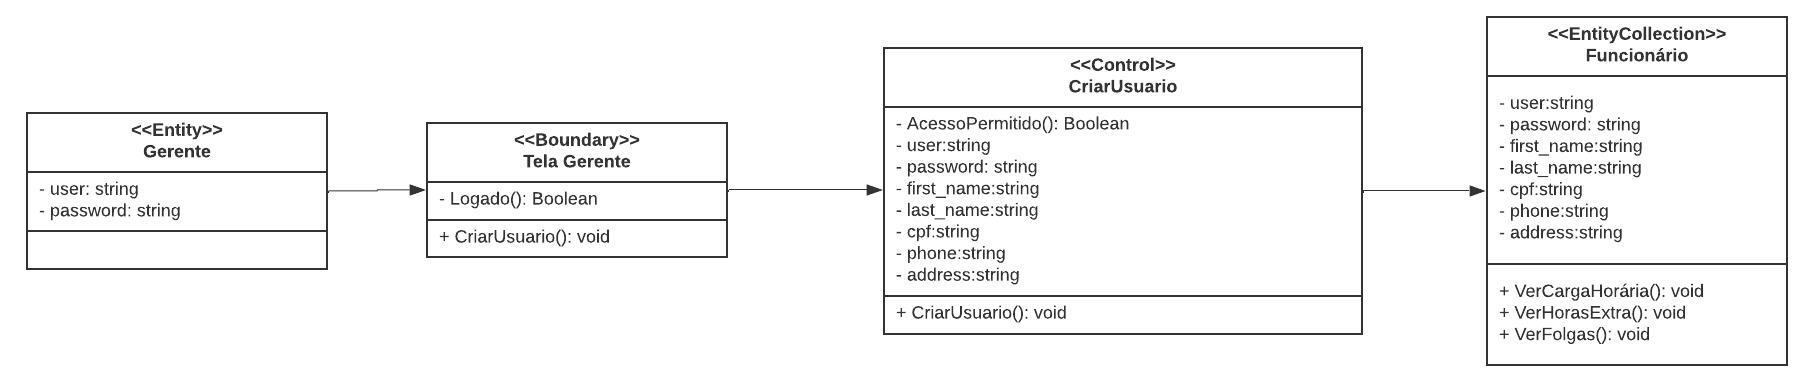 <<Entity>>
Gerente
- user: string
- password: string
<<Boundary>>
Tela Gerente
- Logado(): Boolean
+ CriarUsuario(): void
<<Control>>
CriarUsuario
- AcessoPermitido(): Boolean
- user:string
- password: string
- first_name:string
- last_name:string
- cpf:string
- phone:string
- address:string
+ CriarUsuario(): void
<<EntityCollection>>
Funcionário
- user:string
- password: string
- first_name:string
- last_name:string
- cpf:string
- phone:string
- address:string
+ VerCargaHorária(): void
+ VerHorasExtra(): void
+ VerFolgas(): void